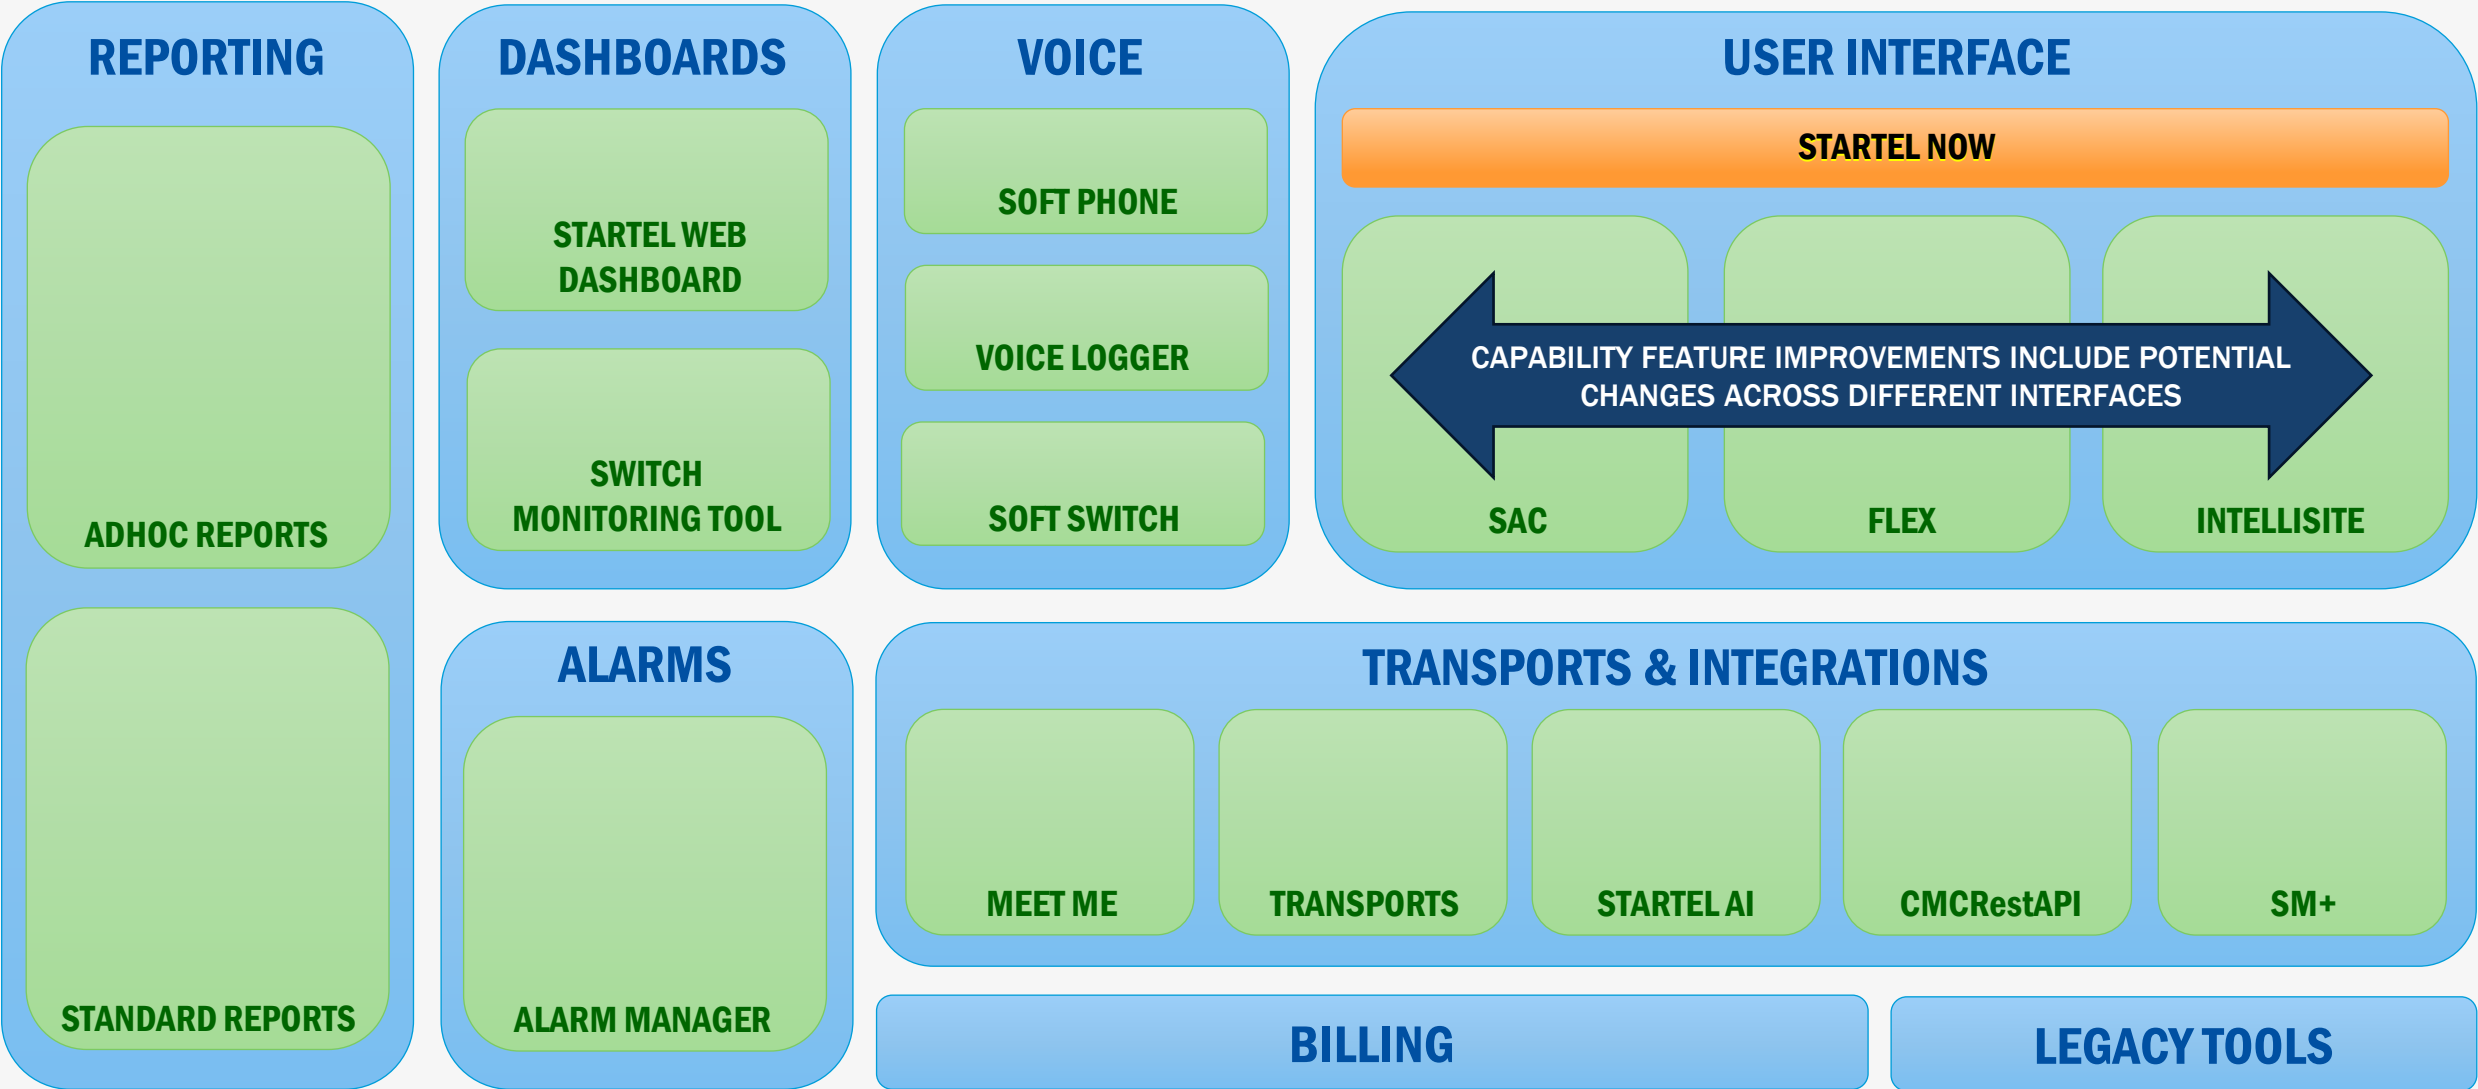 REPORTING
ADHOC REPORTS
STANDARD REPORTS
DASHBOARDS
STARTEL WEB
DASHBOARD
SWITCH
MONITORING TOOL
VOICE
SOFT PHONE
VOICE LOGGER
SOFT SWITCH
USER INTERFACE
STARTEL NOW
CAPABILITY FEATURE IMPROVEMENTS INCLUDE POTENTIAL
CHANGES ACROSS DIFFERENT INTERFACES
SAC
FLEX
INTELLISITE
ALARMS
ALARM MANAGER
TRANSPORTS & INTEGRATIONS
MEET ME
TRANSPORTS
STARTEL AI
CMCRestAPI
SM+
BILLING
LEGACY TOOLS